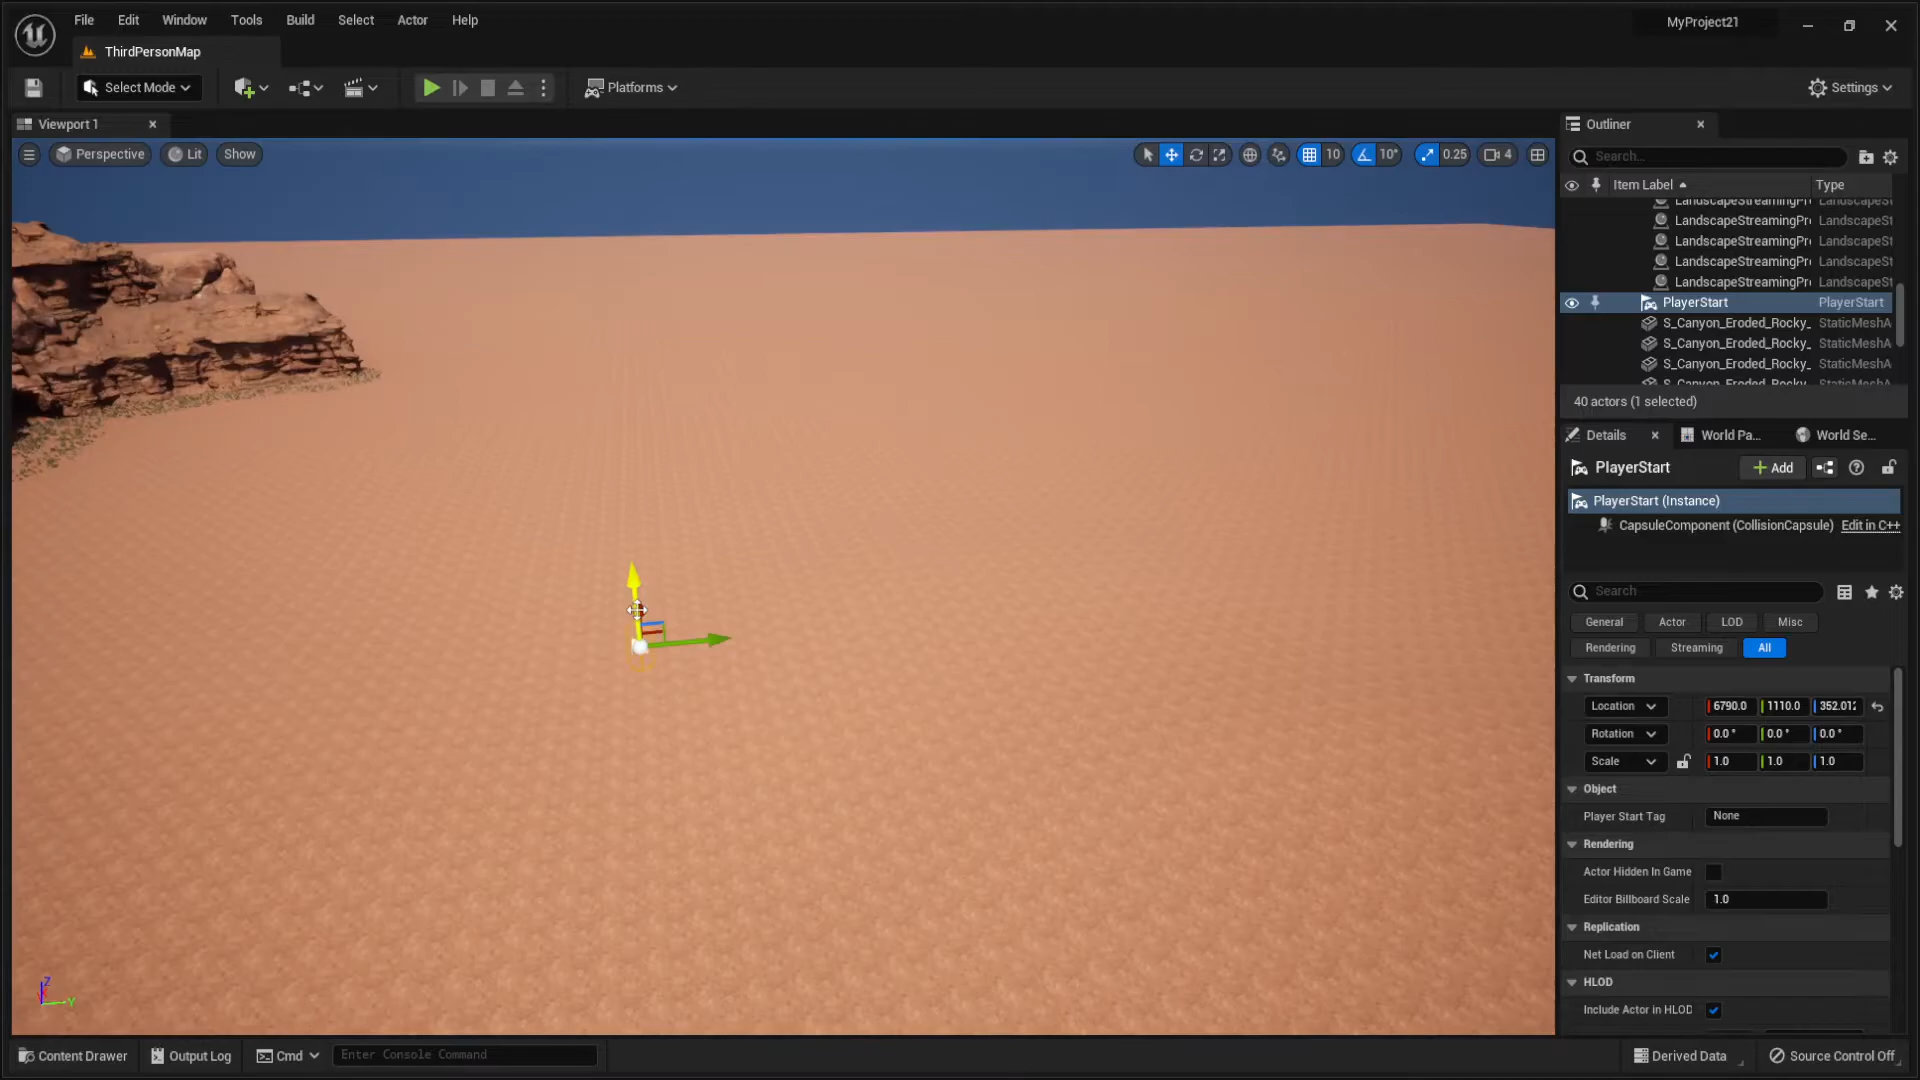 File Edit Window Tools Build Select Actor Help
MyProject21
ThirdPersonMap
Select Mode
Platforms
Settings
Viewport 1
Perspective Lit Show
10 10° 0.25 4
Outliner
Search...
Item Label Type
LandscapeStreamingPr LandscapeSt
LandscapeStreamingPr LandscapeSt
LandscapeStreamingPr LandscapeSt
LandscapeStreamingPr LandscapeSt
LandscapeStreamingPr LandscapeSt
PlayerStart PlayerStart
S_Canyon_Eroded_Rocky_ StaticMeshA
S_Canyon_Eroded_Rocky_ StaticMeshA
S_Canyon_Eroded_Rocky_ StaticMeshA
S_Canyon_Eroded_Rocky_ StaticMeshA
40 actors (1 selected)
Details World Pa... World Se...
PlayerStart Add
PlayerStart (Instance)
CapsuleComponent (CollisionCapsule) Edit in C++
Search
General Actor LOD Misc
Rendering Streaming All
Transform
Location 6790.0 1110.0 352.012
Rotation 0.0° 0.0° 0.0°
Scale 1.0 1.0 1.0
Object
Player Start Tag None
Rendering
Actor Hidden In Game
Editor Billboard Scale 1.0
Replication
Net Load on Client
HLOD
Include Actor in HLOD
Z
X
Y
Content Drawer Output Log Cmd Enter Console Command
Derived Data Source Control Off